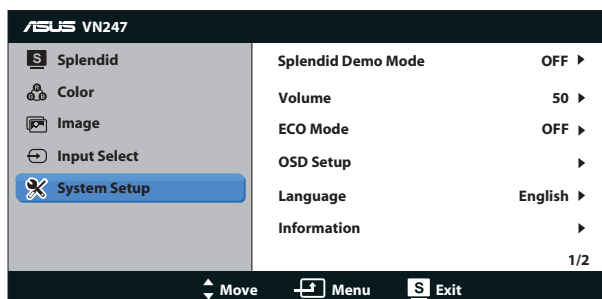 ASUS VN247
S Splendid
Color
Image
Input Select
System Setup
Splendid Demo Mode OFF
Volume 50
ECO Mode OFF
OSD Setup
Language English
Information
1/2
Move Menu S Exit